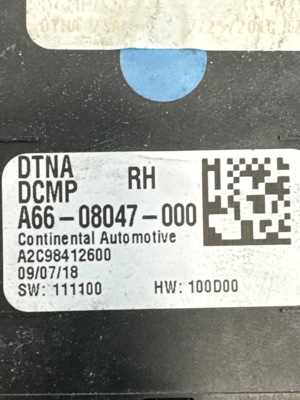 DTNA RH
DCMP
A66-08047-000
Continental Automotive
A2C98412600
09/07/18
SW: 111100 HW: 100D00